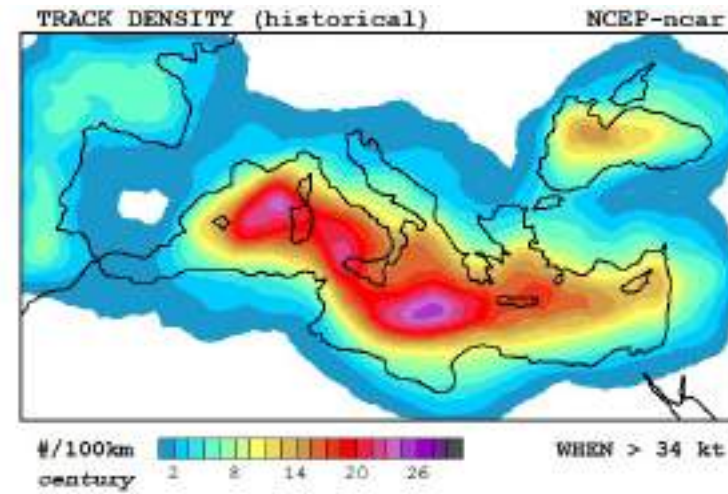 TRACK DENSITY (historical) NCEP-ncar
#/100km 2 8 14 20 26 WHEN > 34 kt
century